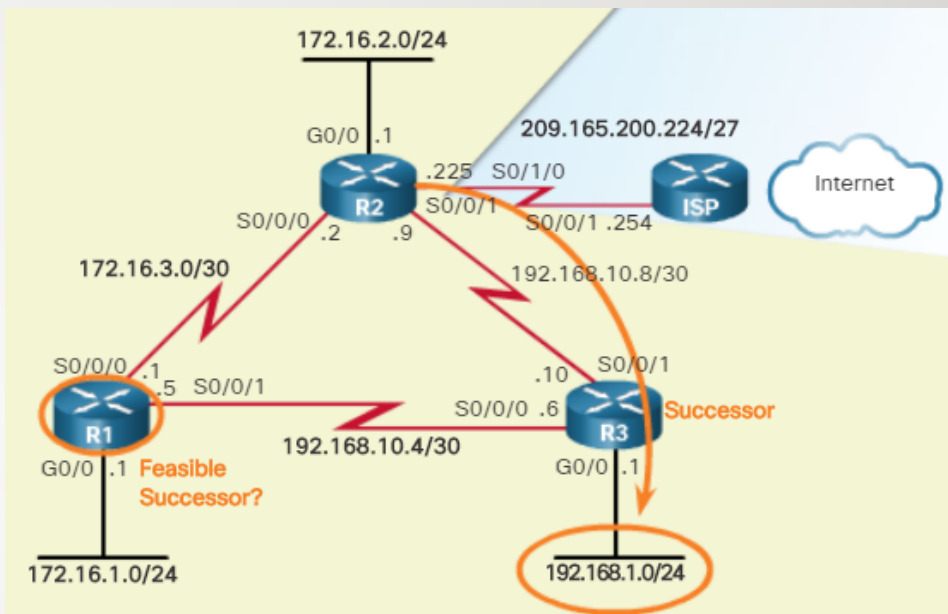 172.16.2.0/24
G0/0 .1
209.165.200.224/27
.225 S0/1/0
Internet
R2
S0/0/1
ISP
S0/0/0 .2
.9
S0/0/1 .254
172.16.3.0/30
192.168.10.8/30
S0/0/0 .1
.5 S0/0/1
.10 S0/0/1
S0/0/0 .6
Successor
R1
R3
192.168.10.4/30
G0/0 .1
Feasible
Successor?
G0/0 .1
172.16.1.0/24
192.168.1.0/24